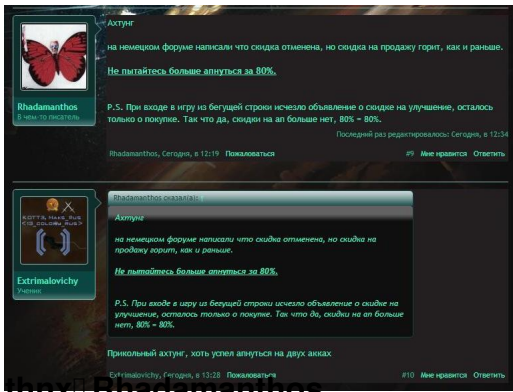 Ахтунг
на немецком форуме написали что скидка отменена, но скидка на продажу горит, как и раньше.
Не пытайтесь больше апнуться за 80%.
Rhadamanthos
В чем-то писатель
P.S. При входе в игру из бегущей строки исчезло объявление о скидке на улучшение, осталось
только о покупке. Так что да, скидки на ап больше нет, 80% = 80%.
Последний раз редактировалось: Сегодня, в 12:34
Rhadamanthos, Сегодня, в 12:19 Пожаловаться #9 Мне нравится Ответить
Rhadamanthos сказал(а):
Ахтунг
на немецком форуме написали что скидка отменена, но скидка на
продажу горит, как и раньше.
Не пытайтесь больше апнуться за 80%.
Extrimalovichy
Ученик
P.S. При входе в игру из бегущей строки исчезло объявление о скидке на
улучшение, осталось только о покупке. Так что да, скидки на ап больше
нет, 80% = 80%.
Прикольный ахтунг, хоть успел апнуться на двух акках
Extrimalovichy, Сегодня, в 13:28 Пожаловаться #10 Мне нравится Ответить